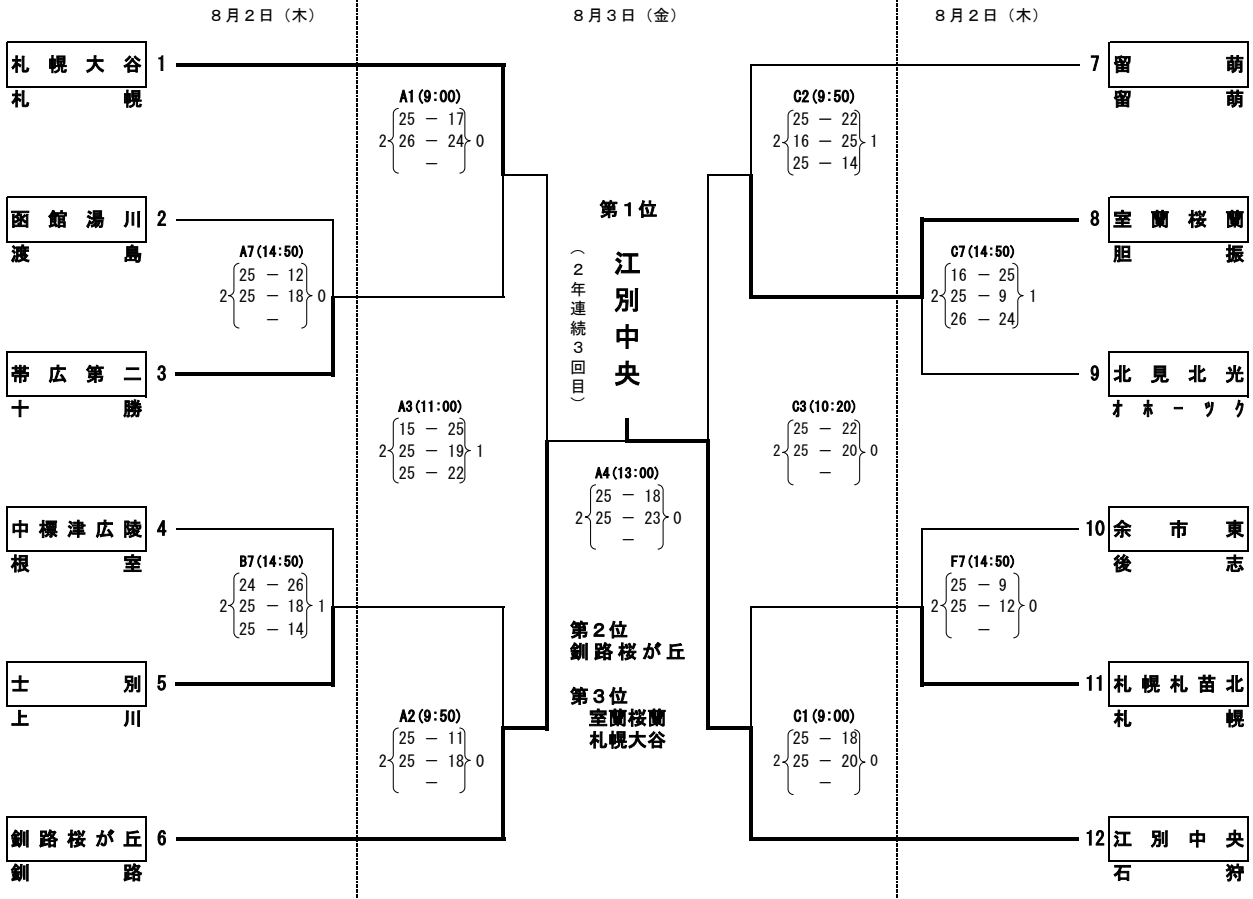 ８月２日（木）
８月３日（金）
８月２日（木）
札幌大谷 1
札幌
A1(9:00)
25 － 17
2 26 － 24 0
－
函館湯川 2
渡島
A7(14:50)
25 － 12
2 25 － 18 0
－
帯広第二 3
十勝
A3(11:00)
15 － 25
2 25 － 19 1
25 － 22
中標津広陵 4
根室
B7(14:50)
24 － 26
2 25 － 18 1
25 － 14
士別 5
上川
A2(9:50)
25 － 11
2 25 － 18 0
－
釧路桜が丘 6
釧路
第１位
江別中央
（２年連続３回目）
A4(13:00)
25 － 18
2 25 － 23 0
－
第２位
釧路桜が丘
第３位
室蘭桜蘭
札幌大谷
7 留萌
留萌
C2(9:50)
25 － 22
2 16 － 25 1
25 － 14
8 室蘭桜蘭
胆振
C7(14:50)
16 － 25
2 25 － 9 1
26 － 24
9 北見北光
オホーツク
C3(10:20)
25 － 22
2 25 － 20 0
－
10 余市東
後志
F7(14:50)
25 － 9
2 25 － 12 0
－
11 札幌札苗北
札幌
C1(9:00)
25 － 18
2 25 － 20 0
－
12 江別中央
石狩